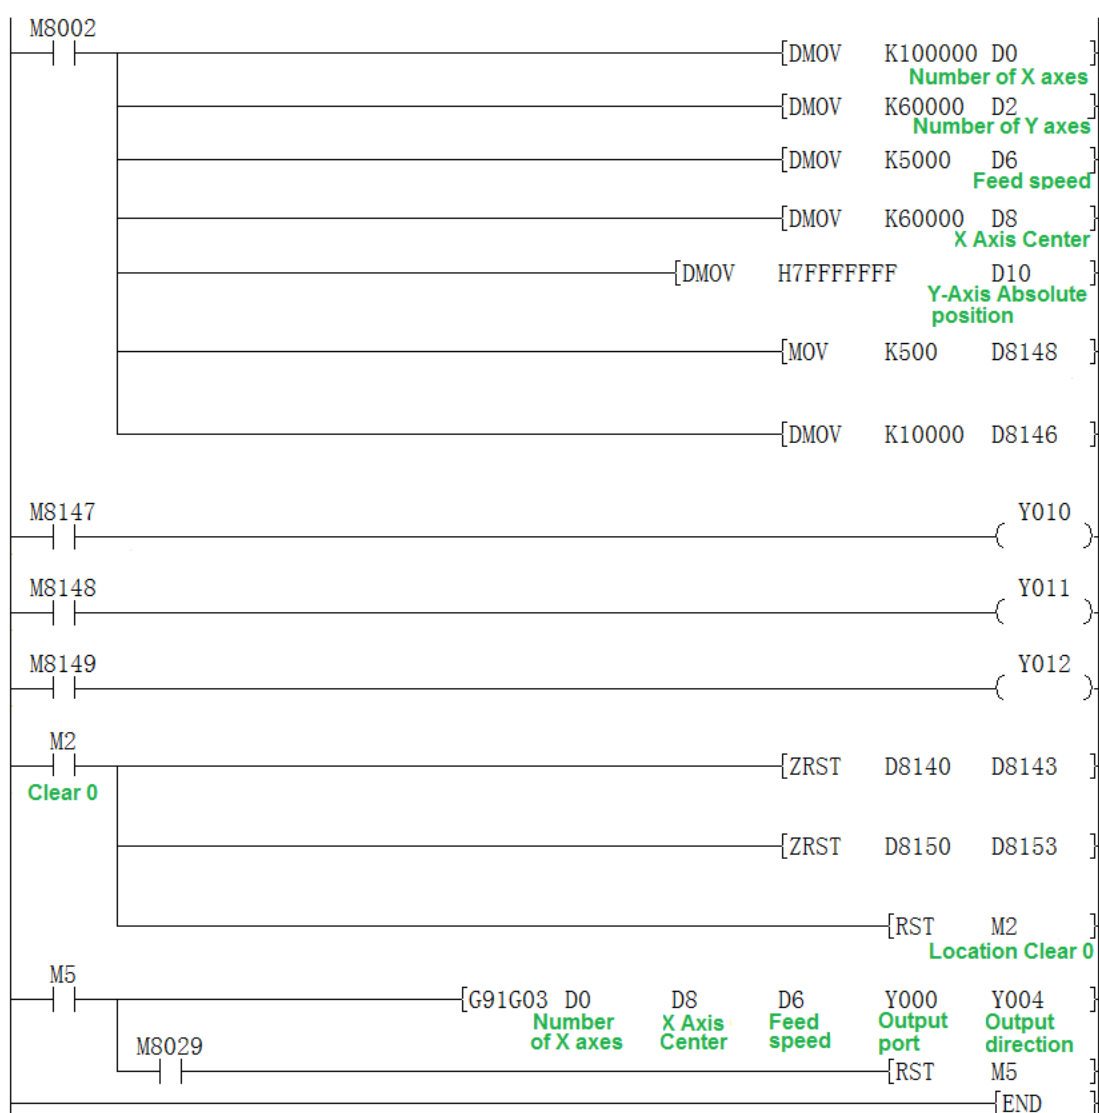 M8002
DMOV K100000 D0
Number of X axes
DMOV K60000 D2
Number of Y axes
DMOV K5000 D6
Feed speed
DMOV K60000 D8
X Axis Center
DMOV H7FFFFFFF D10
Y-Axis Absolute
position
MOV K500 D8148
DMOV K10000 D8146
M8147 Y010
M8148 Y011
M8149 Y012
M2
ZRST D8140 D8143
Clear 0
ZRST D8150 D8153
RST M2
Location Clear 0
M5
G91G03 D0 D8 D6 Y000 Y004
Number X Axis Feed Output Output
of X axes Center speed port direction
M8029
RST M5
END